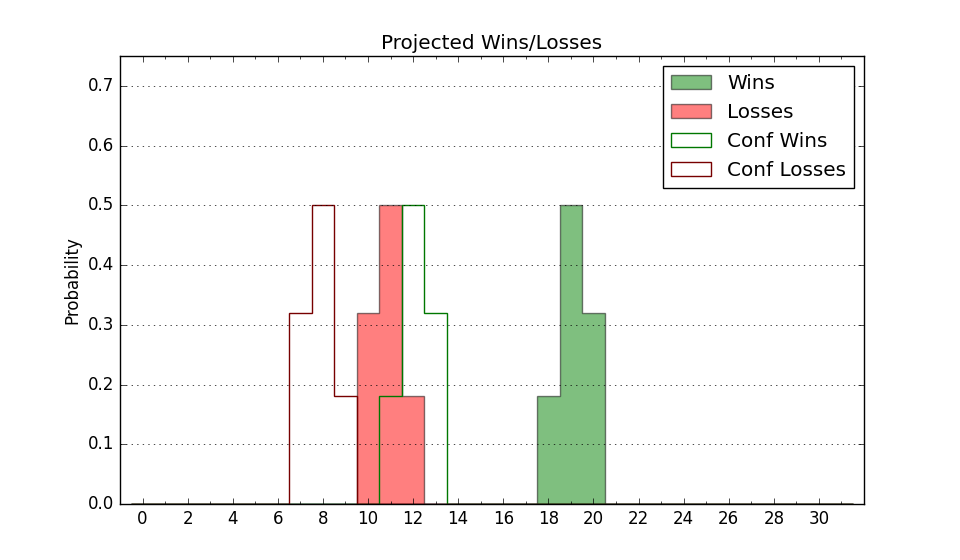 Projected Wins/Losses
Wins
Losses
Conf Wins
Conf Losses
Probability
0.7
0.6
0.5
0.4
0.3
0.2
0.1
0.0
0 2 4 6 8 10 12 14 16 18 20 22 24 26 28 30